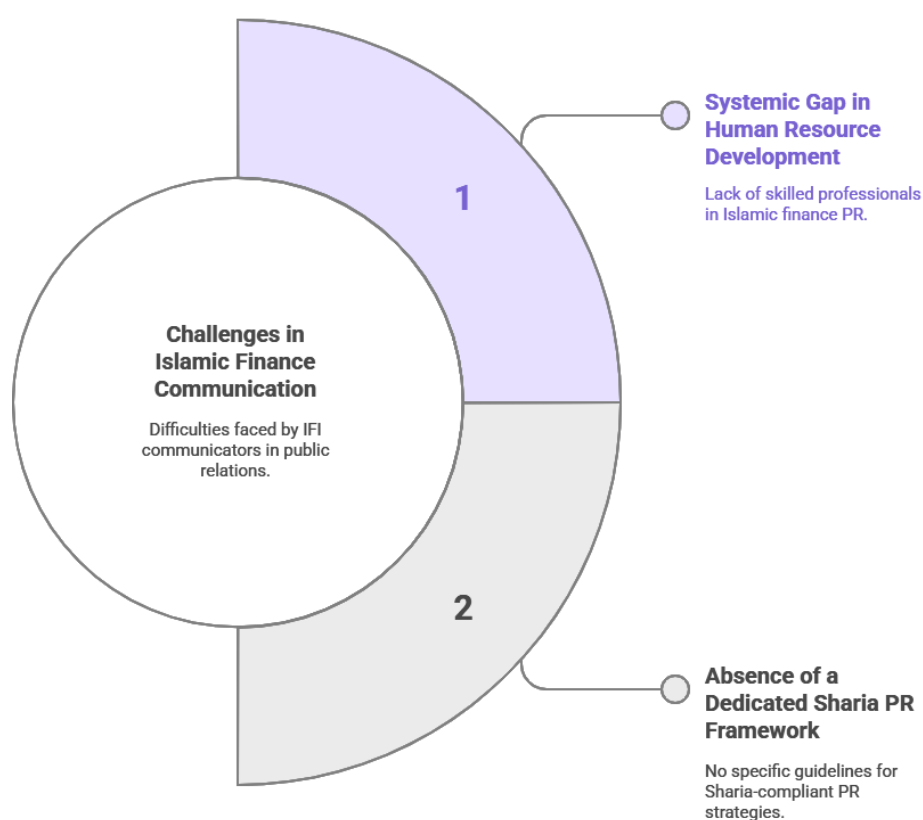 Systemic Gap in
Human Resource
Development
Lack of skilled professionals
in Islamic finance PR.
1
Challenges in
Islamic Finance
Communication
Difficulties faced by IFI
communicators in public
relations.
2
Absence of a
Dedicated Sharia PR
Framework
No specific guidelines for
Sharia-compliant PR
strategies.